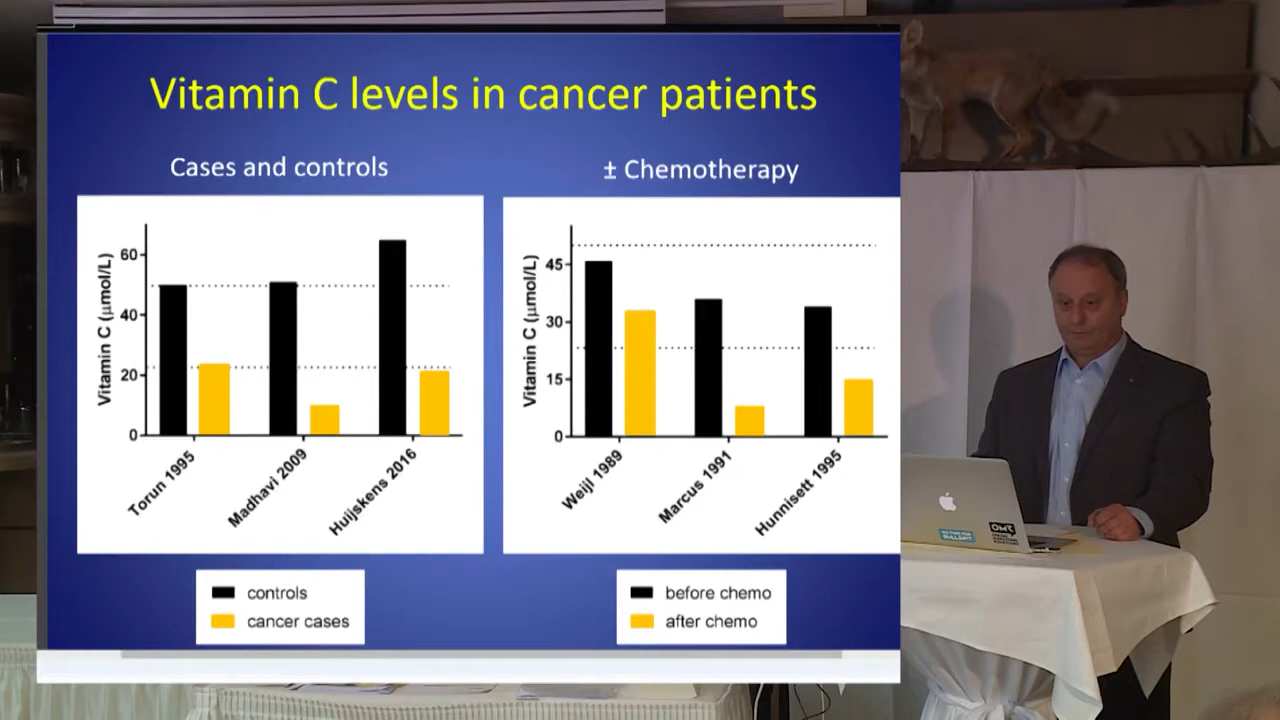 Vitamin C levels in cancer patients
Cases and controls
Vitamin C (µmol/L)
60
40
20
0
Torun 1995
Madhavi 2009
Huijskens 2016
controls
cancer cases
± Chemotherapy
Vitamin C (µmol/L)
45
30
15
0
Weijl 1989
Marcus 1991
Hunnisett 1995
before chemo
after chemo